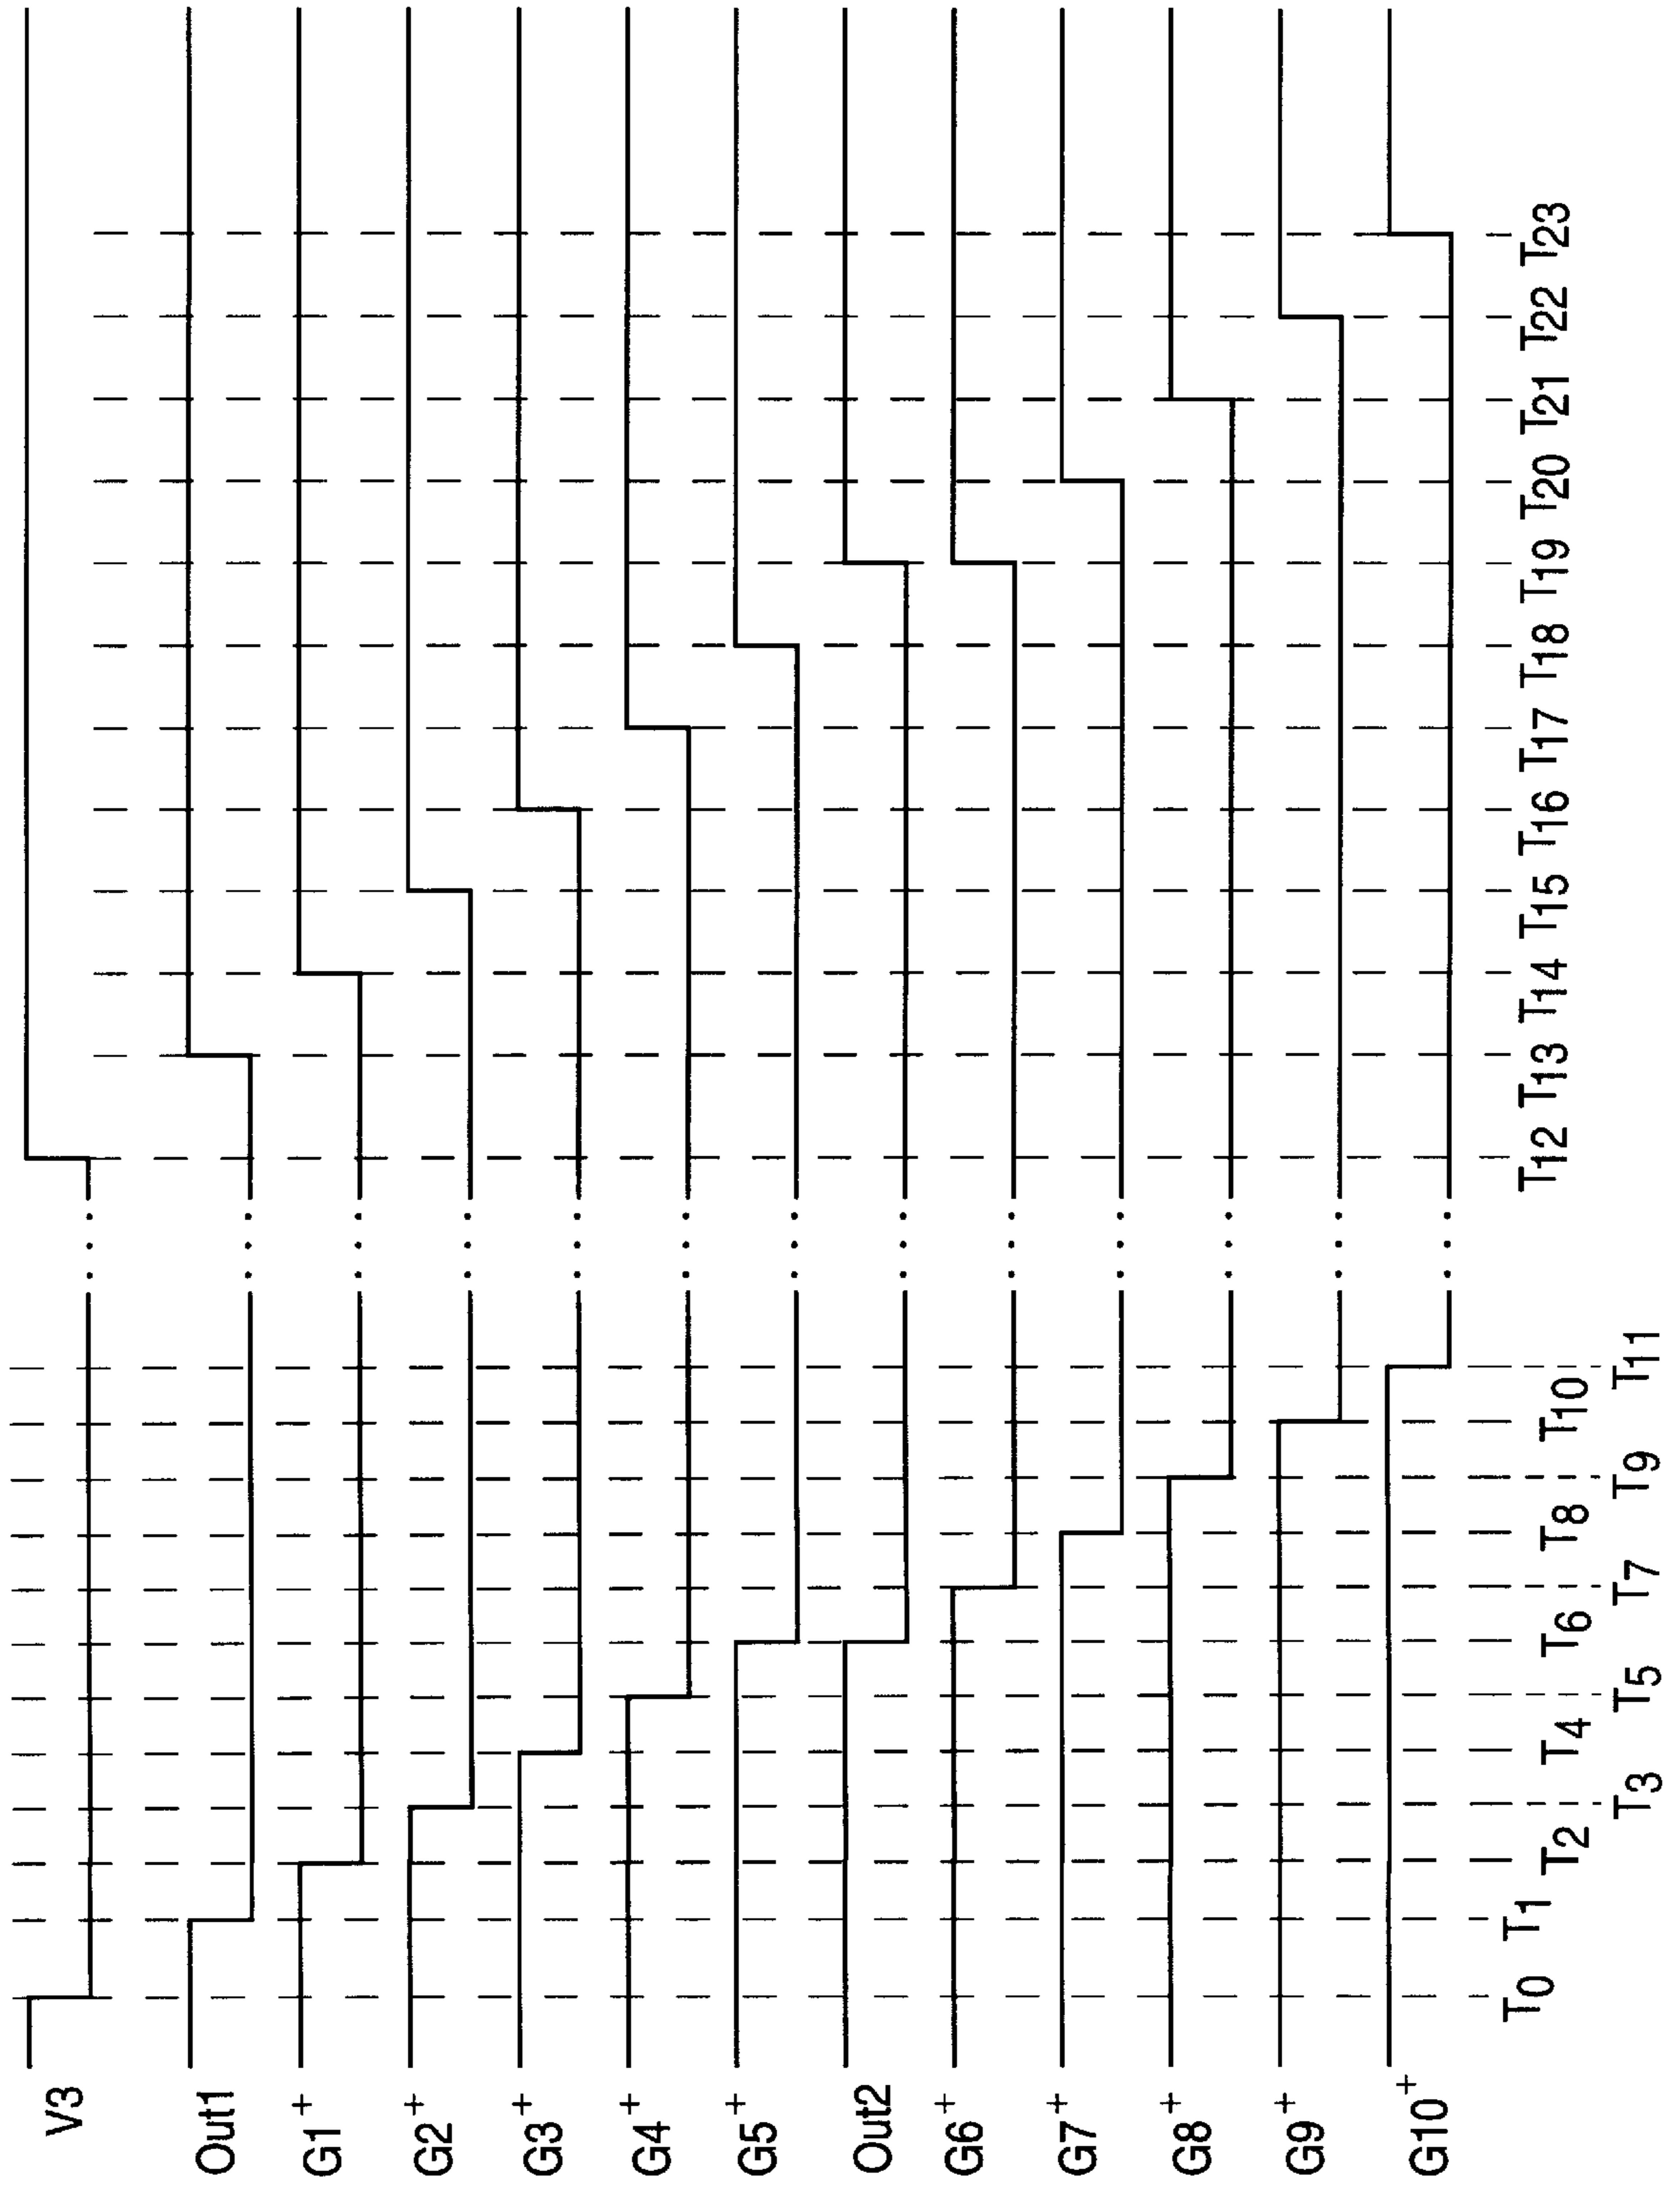 V3
Out1
G1+
G2+
G3+
G4+
G5+
Out2
G6+
G7+
G8+
G9+
G10+
T0 T1 T2 T3 T4 T5 T6 T7 T8 T9 T10 T11 T12 T13 T14 T15 T16 T17 T18 T19 T20 T21 T22 T23